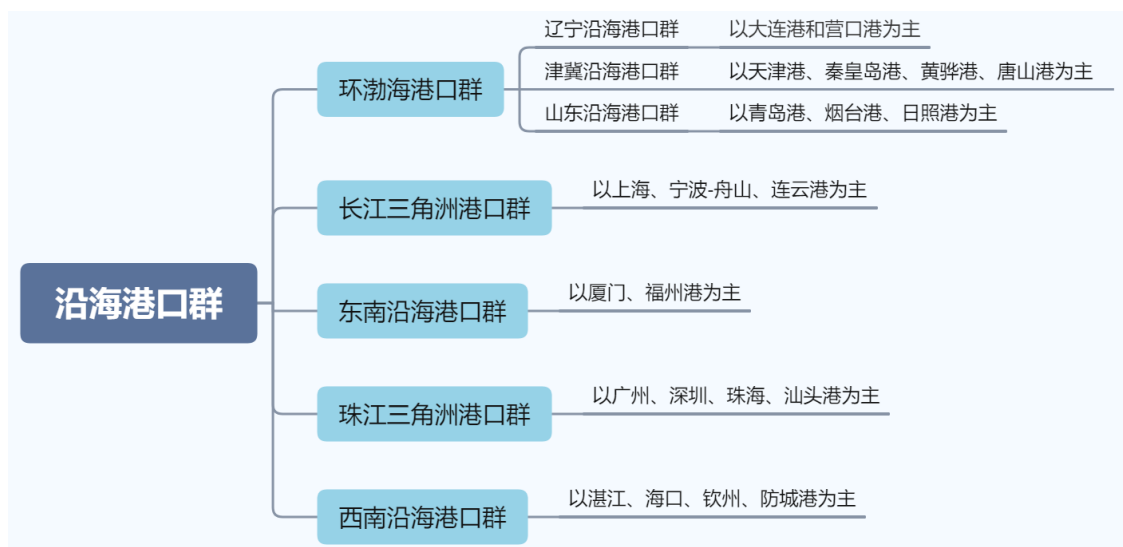 沿海港口群
环渤海港口群
辽宁沿海港口群
以大连港和营口港为主
津冀沿海港口群
以天津港、秦皇岛港、黄骅港、唐山港为主
山东沿海港口群
以青岛港、烟台港、日照港为主
长江三角洲港口群
以上海、宁波-舟山、连云港为主
东南沿海港口群
以厦门、福州港为主
珠江三角洲港口群
以广州、深圳、珠海、汕头港为主
西南沿海港口群
以湛江、海口、钦州、防城港为主